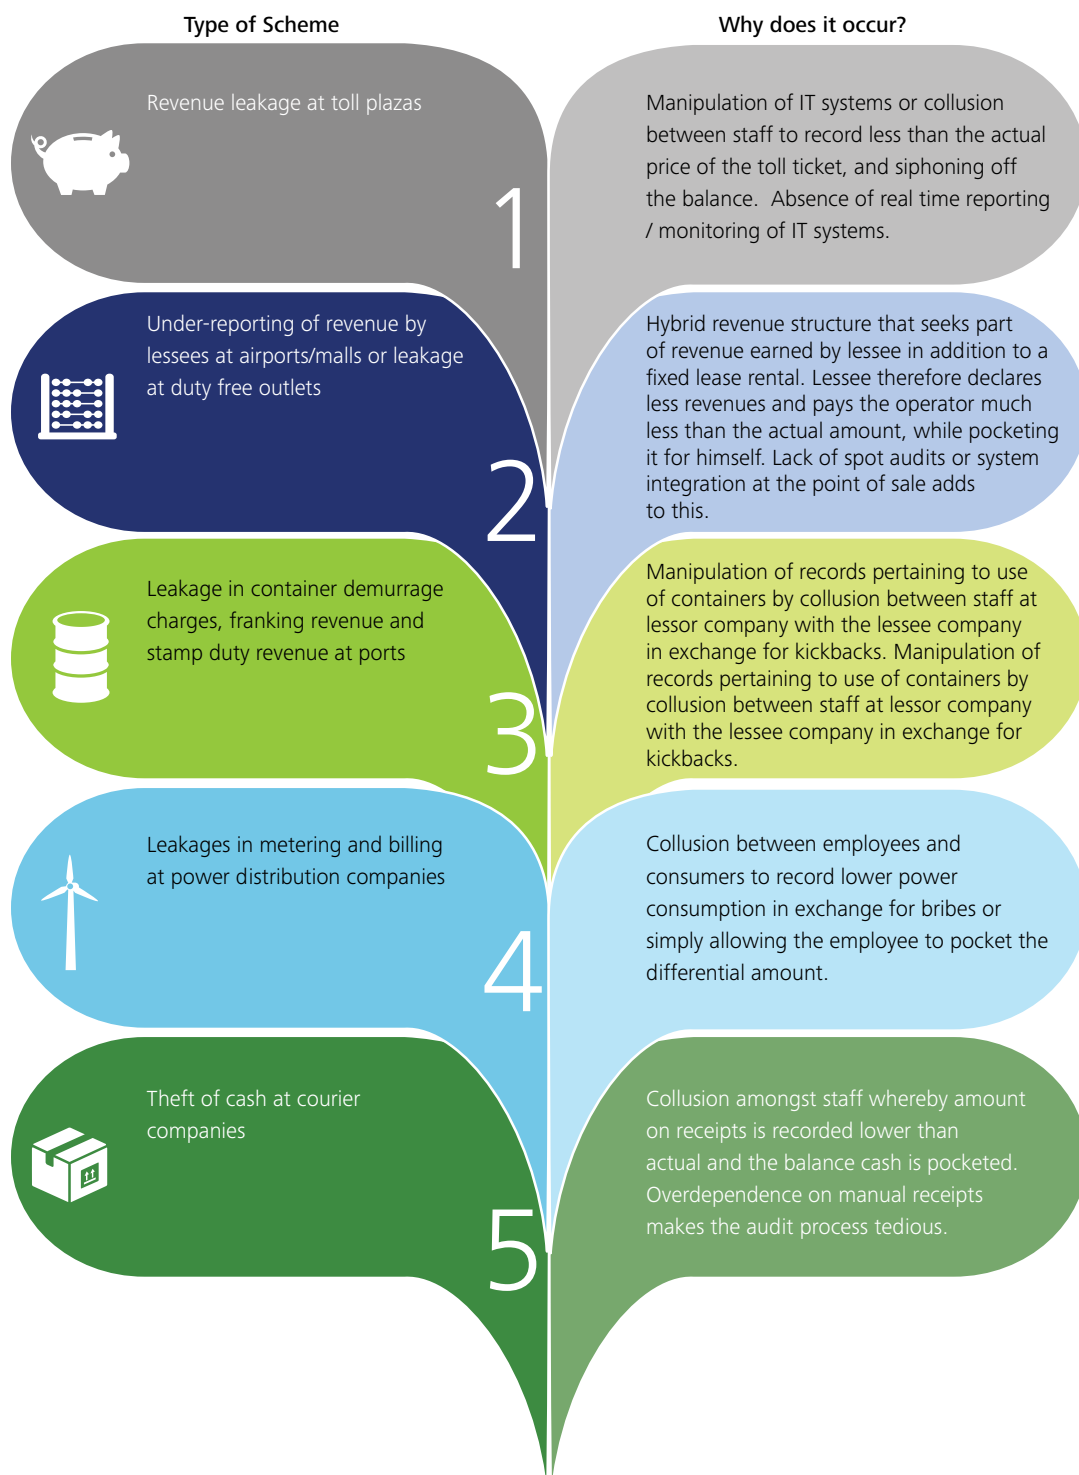 Type of Scheme
Why does it occur?
Revenue leakage at toll plazas
1
Manipulation of IT systems or collusion
between staff to record less than the actual
price of the toll ticket, and siphoning off
the balance.  Absence of real time reporting
/ monitoring of IT systems.
Under-reporting of revenue by
lessees at airports/malls or leakage
at duty free outlets
2
Hybrid revenue structure that seeks part
of revenue earned by lessee in addition to a
fixed lease rental. Lessee therefore declares
less revenues and pays the operator much
less than the actual amount, while pocketing
it for himself. Lack of spot audits or system
integration at the point of sale adds
to this.
Leakage in container demurrage
charges, franking revenue and
stamp duty revenue at ports
3
Manipulation of records pertaining to use
of containers by collusion between staff at
lessor company with the lessee company
in exchange for kickbacks. Manipulation of
records pertaining to use of containers by
collusion between staff at lessor company
with the lessee company in exchange for
kickbacks.
Leakages in metering and billing
at power distribution companies
4
Collusion between employees and
consumers to record lower power
consumption in exchange for bribes or
simply allowing the employee to pocket the
differential amount.
Theft of cash at courier
companies
5
Collusion amongst staff whereby amount
on receipts is recorded lower than
actual and the balance cash is pocketed.
Overdependence on manual receipts
makes the audit process tedious.